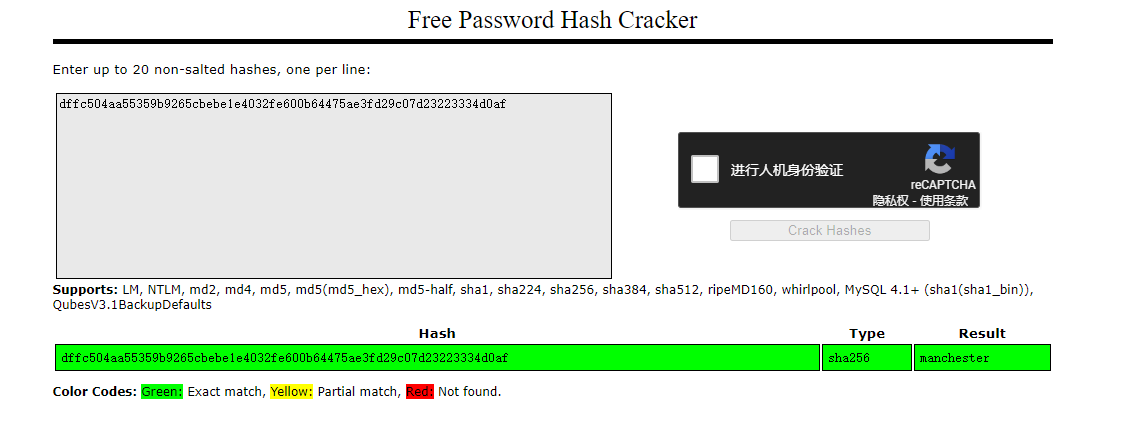 Free Password Hash Cracker
Enter up to 20 non-salted hashes, one per line:
dffc504aa55359b9265cbebe1e4032fe600b64475ae3fd29c07d23223334d0af
进行人机身份验证
reCAPTCHA
隐私权 - 使用条款
Crack Hashes
Supports: LM, NTLM, md2, md4, md5, md5(md5_hex), md5-half, sha1, sha224, sha256, sha384, sha512, ripeMD160, whirlpool, MySQL 4.1+ (sha1(sha1_bin)),
QubesV3.1BackupDefaults
Hash Type Result
dffc504aa55359b9265cbebe1e4032fe600b64475ae3fd29c07d23223334d0af sha256 manchester
Color Codes: Green: Exact match, Yellow: Partial match, Red: Not found.